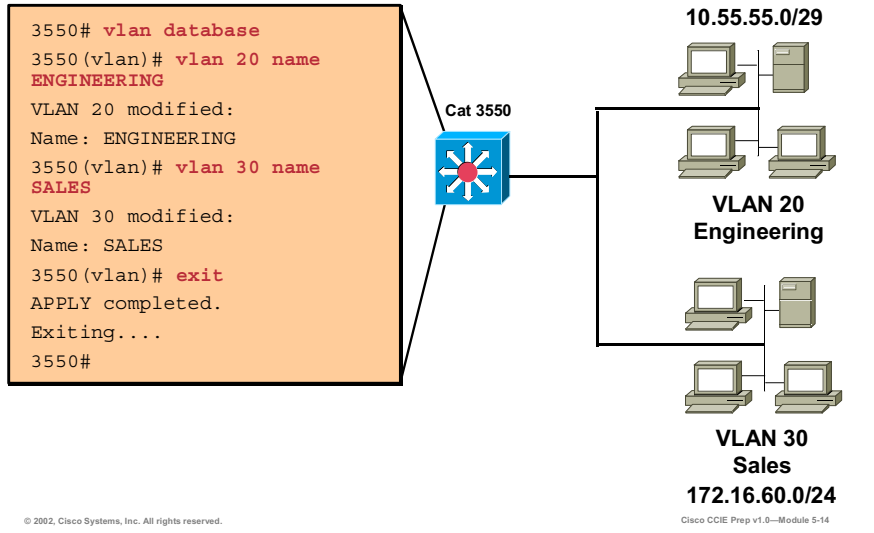 3550# vlan database
3550(vlan)# vlan 20 name
ENGINEERING
VLAN 20 modified:
Name: ENGINEERING
3550(vlan)# vlan 30 name
SALES
VLAN 30 modified:
Name: SALES
3550(vlan)# exit
APPLY completed.
Exiting....
3550#
Cat 3550
10.55.55.0/29
VLAN 20
Engineering
VLAN 30
Sales
172.16.60.0/24
© 2002, Cisco Systems, Inc. All rights reserved.
Cisco CCIE Prep v1.0—Module 5-14